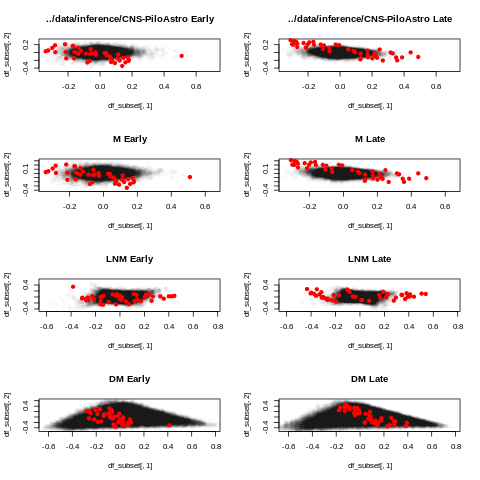 ../data/inference/CNS-PiloAstro Early
df_subset[, 2]
-0.4 0.2
-0.2 0.0 0.2 0.4 0.6
df_subset[, 1]
../data/inference/CNS-PiloAstro Late
df_subset[, 2]
-0.4 0.2
-0.2 0.0 0.2 0.4 0.6
df_subset[, 1]
M Early
df_subset[, 2]
-0.4 0.1
-0.2 0.0 0.2 0.4 0.6
df_subset[, 1]
M Late
df_subset[, 2]
-0.4 0.1
-0.2 0.0 0.2 0.4 0.6
df_subset[, 1]
LNM Early
df_subset[, 2]
-0.4 0.4
-0.6 -0.4 -0.2 0.0 0.2 0.4 0.6 0.8
df_subset[, 1]
LNM Late
df_subset[, 2]
-0.4 0.4
-0.6 -0.4 -0.2 0.0 0.2 0.4 0.6 0.8
df_subset[, 1]
DM Early
df_subset[, 2]
-0.4 0.4
-0.6 -0.4 -0.2 0.0 0.2 0.4 0.6 0.8
df_subset[, 1]
DM Late
df_subset[, 2]
-0.4 0.4
-0.6 -0.4 -0.2 0.0 0.2 0.4 0.6 0.8
df_subset[, 1]